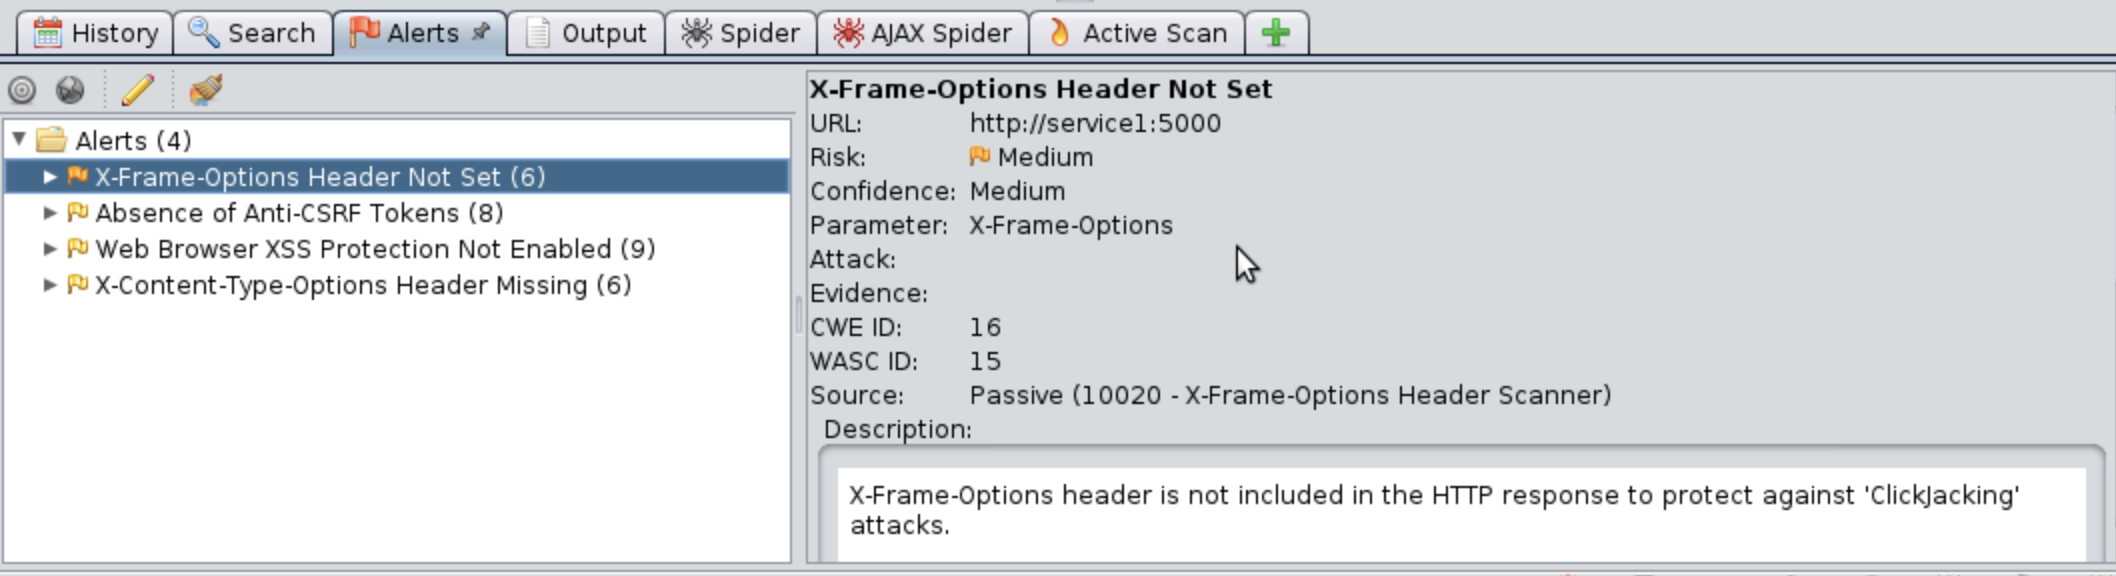 History Search Alerts Output Spider AJAX Spider Active Scan
Alerts (4)
X-Frame-Options Header Not Set (6)
Absence of Anti-CSRF Tokens (8)
Web Browser XSS Protection Not Enabled (9)
X-Content-Type-Options Header Missing (6)
X-Frame-Options Header Not Set
URL: http://service1:5000
Risk: Medium
Confidence: Medium
Parameter: X-Frame-Options
Attack:
Evidence:
CWE ID: 16
WASC ID: 15
Source: Passive (10020 - X-Frame-Options Header Scanner)
Description:
X-Frame-Options header is not included in the HTTP response to protect against 'ClickJacking'
attacks.